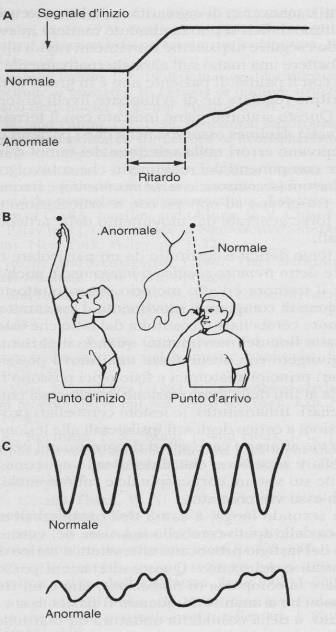 A
Segnale d'inizio
Normale
Anormale
Ritardo
B
Anormale
Normale
Punto d'inizio
Punto d'arrivo
C
Normale
Anormale